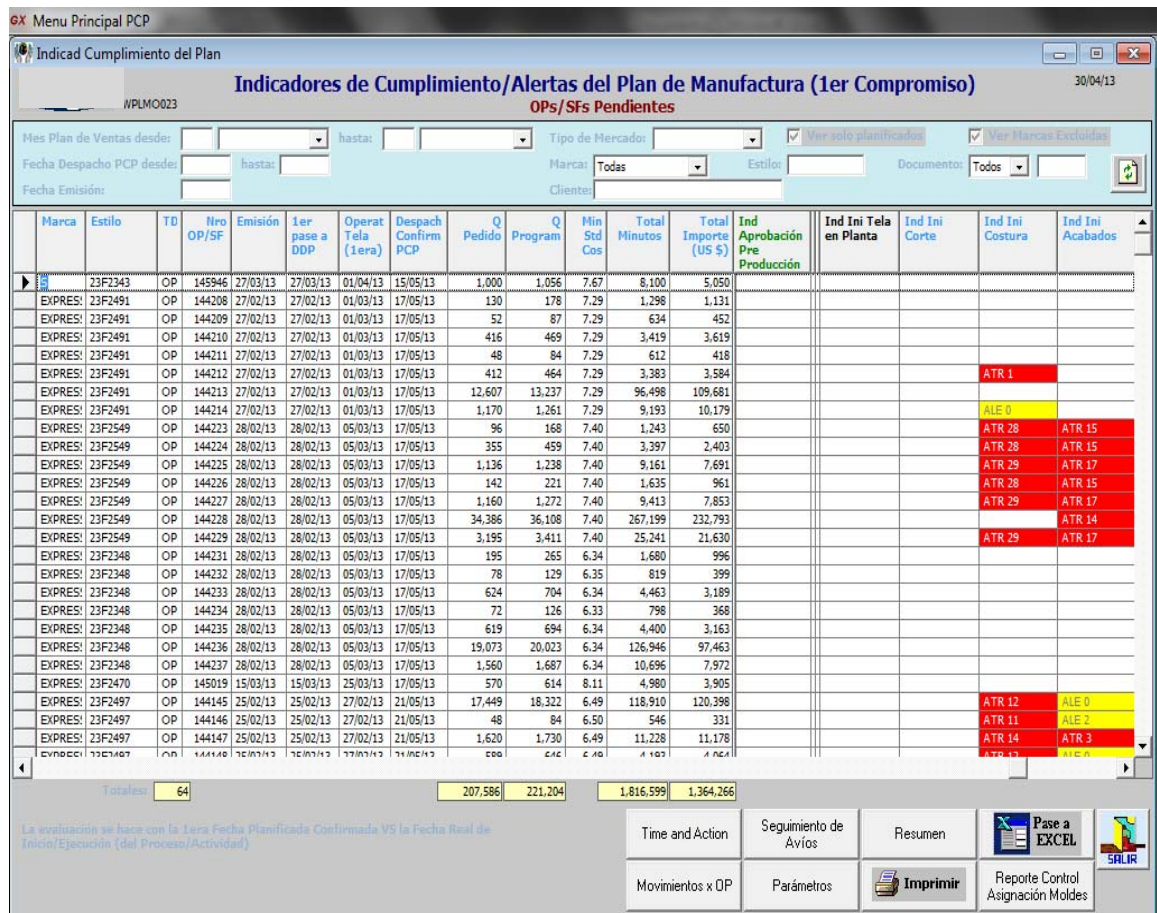 GX Menu Principal PCP
Indicad Cumplimiento del Plan
Indicadores de Cumplimiento/Alertas del Plan de Manufactura (1er Compromiso) 30/04/13
WPLMO023 OPs/SFs Pendientes
Mes Plan de Ventas desde: hasta: Tipo de Mercado: Ver solo planificados Ver Marcas Excluidas
Fecha Despacho PCP desde: hasta: Marca: Todas Estilo: Documento: Todos
Fecha Emisión: Cliente:
Marca Estilo TD Nro OP/SF Emisión 1er pase a DDP Operat Tela (1era) Despach Confirm PCP Q Pedido Q Program Min Std Cos Total Minutos Total Importe (US $) Ind Aprobación Pre Producción Ind Ini Tela en Planta Ind Ini Corte Ind Ini Costura Ind Ini Acabados
S 23F2343 OP 145946 27/03/13 27/03/13 01/04/13 15/05/13 1,000 1,056 7.67 8,100 5,050
EXPRES: 23F2491 OP 144208 27/02/13 27/02/13 01/03/13 17/05/13 130 178 7.29 1,298 1,131
EXPRES: 23F2491 OP 144209 27/02/13 27/02/13 01/03/13 17/05/13 52 87 7.29 634 452
EXPRES: 23F2491 OP 144210 27/02/13 27/02/13 01/03/13 17/05/13 416 469 7.29 3,419 3,619
EXPRES: 23F2491 OP 144211 27/02/13 27/02/13 01/03/13 17/05/13 48 84 7.29 612 418
EXPRES: 23F2491 OP 144212 27/02/13 27/02/13 01/03/13 17/05/13 412 464 7.29 3,383 3,584 ATR 1
EXPRES: 23F2491 OP 144213 27/02/13 27/02/13 01/03/13 17/05/13 12,607 13,237 7.29 96,498 109,681
EXPRES: 23F2491 OP 144214 27/02/13 27/02/13 01/03/13 17/05/13 1,170 1,261 7.29 9,193 10,179 ALE 0
EXPRES: 23F2549 OP 144223 28/02/13 28/02/13 05/03/13 17/05/13 96 168 7.40 1,243 650 ATR 28 ATR 15
EXPRES: 23F2549 OP 144224 28/02/13 28/02/13 05/03/13 17/05/13 355 459 7.40 3,397 2,403 ATR 28 ATR 15
EXPRES: 23F2549 OP 144225 28/02/13 28/02/13 05/03/13 17/05/13 1,136 1,238 7.40 9,161 7,691 ATR 29 ATR 17
EXPRES: 23F2549 OP 144226 28/02/13 28/02/13 05/03/13 17/05/13 142 221 7.40 1,635 961 ATR 28 ATR 15
EXPRES: 23F2549 OP 144227 28/02/13 28/02/13 05/03/13 17/05/13 1,160 1,272 7.40 9,413 7,853 ATR 29 ATR 17
EXPRES: 23F2549 OP 144228 28/02/13 28/02/13 05/03/13 17/05/13 34,386 36,108 7.40 267,199 232,793 ATR 14
EXPRES: 23F2549 OP 144229 28/02/13 28/02/13 05/03/13 17/05/13 3,195 3,411 7.40 25,241 21,630 ATR 29 ATR 17
EXPRES: 23F2348 OP 144231 28/02/13 28/02/13 05/03/13 17/05/13 195 265 6.34 1,680 996
EXPRES: 23F2348 OP 144232 28/02/13 28/02/13 05/03/13 17/05/13 78 129 6.35 819 399
EXPRES: 23F2348 OP 144233 28/02/13 28/02/13 05/03/13 17/05/13 624 704 6.34 4,463 3,189
EXPRES: 23F2348 OP 144234 28/02/13 28/02/13 05/03/13 17/05/13 72 126 6.33 798 368
EXPRES: 23F2348 OP 144235 28/02/13 28/02/13 05/03/13 17/05/13 619 694 6.34 4,400 3,163
EXPRES: 23F2348 OP 144236 28/02/13 28/02/13 05/03/13 17/05/13 19,073 20,023 6.34 126,946 97,463
EXPRES: 23F2348 OP 144237 28/02/13 28/02/13 05/03/13 17/05/13 1,560 1,687 6.34 10,696 7,972
EXPRES: 23F2470 OP 145019 15/03/13 15/03/13 25/03/13 17/05/13 570 614 8.11 4,980 3,905
EXPRES: 23F2497 OP 144145 25/02/13 25/02/13 27/02/13 21/05/13 17,449 18,322 6.49 118,910 120,398 ATR 12 ALE 0
EXPRES: 23F2497 OP 144146 25/02/13 25/02/13 27/02/13 21/05/13 48 84 6.50 546 331 ATR 11 ALE 2
EXPRES: 23F2497 OP 144147 25/02/13 25/02/13 27/02/13 21/05/13 1,620 1,730 6.49 11,228 11,178 ATR 14 ATR 3
EXPRES: 23F2497 OP 144148 25/02/13 25/02/13 27/02/13 21/05/13 589 646 6.49 4,193 4,064 ATR 12 ALE 0
Totales: 64 207,586 221,204 1,816,599 1,364,266
La evaluación se hace con la 1era Fecha Planificada Confirmada VS la Fecha Real de
Inicio/Ejecución (del Proceso/Actividad)
Time and Action Seguimiento de Avíos Resumen Pase a EXCEL SALIR
Movimientos x OP Parámetros Imprimir Reporte Control Asignación Moldes